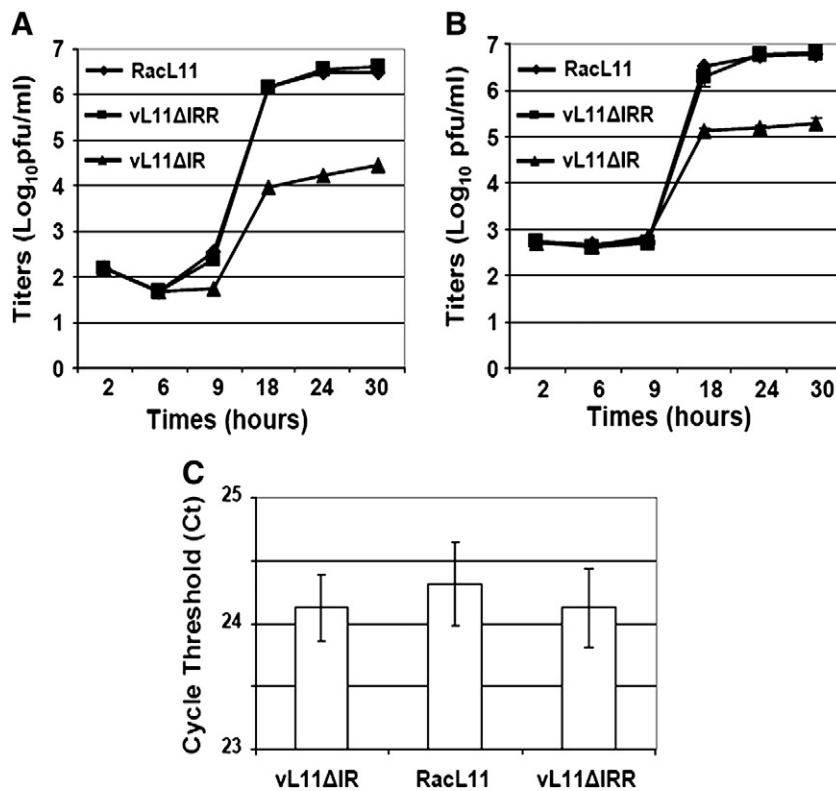 A
Titers (Log10pfu/ml)
7
6
5
4
3
2
1
0
RacL11
vL11ΔIRR
vL11ΔIR
2 6 9 18 24 30
Times (hours)
B
Titers (Log10 pfu/ml)
7
6
5
4
3
2
1
0
RacL11
vL11ΔIRR
vL11ΔIR
2 6 9 18 24 30
Times (hours)
C
Cycle Threshold (Ct)
25
24
23
vL11ΔIR RacL11 vL11ΔIRR